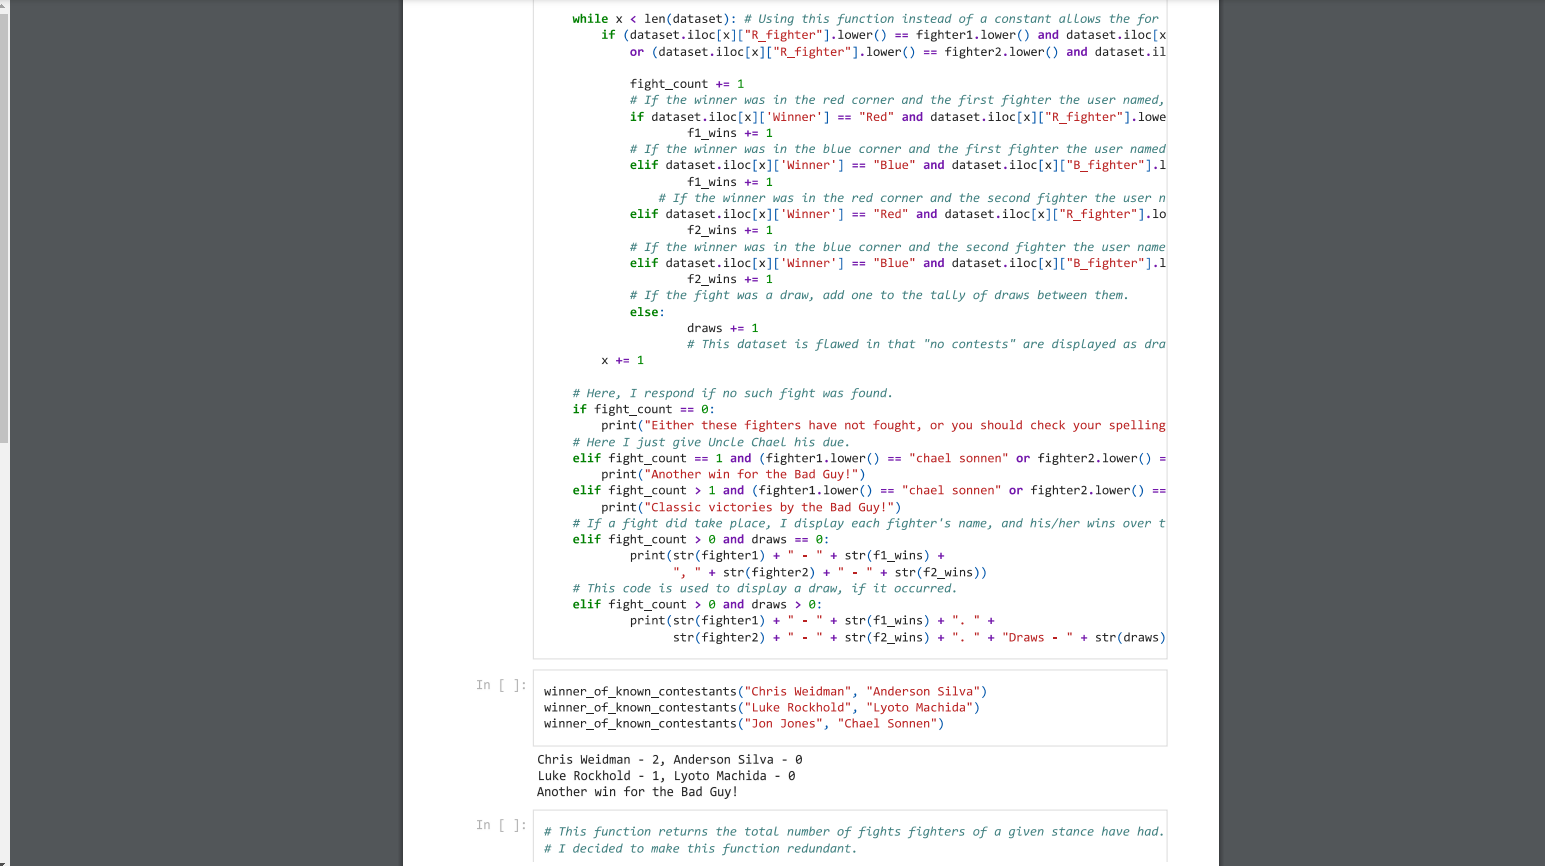 while x < len(dataset): # Using this function instead of a constant allows the for
if (dataset.iloc[x]["R_fighter"].lower() == fighter1.lower() and dataset.iloc[x
or (dataset.iloc[x]["R_fighter"].lower() == fighter2.lower() and dataset.il
fight_count += 1
# If the winner was in the red corner and the first fighter the user named,
if dataset.iloc[x]['Winner'] == "Red" and dataset.iloc[x]["R_fighter"].lowe
f1_wins += 1
# If the winner was in the blue corner and the first fighter the user named
elif dataset.iloc[x]['Winner'] == "Blue" and dataset.iloc[x]["B_fighter"].l
f1_wins += 1
# If the winner was in the red corner and the second fighter the user n
elif dataset.iloc[x]['Winner'] == "Red" and dataset.iloc[x]["R_fighter"].lo
f2_wins += 1
# If the winner was in the blue corner and the second fighter the user name
elif dataset.iloc[x]['Winner'] == "Blue" and dataset.iloc[x]["B_fighter"].l
f2_wins += 1
# If the fight was a draw, add one to the tally of draws between them.
else:
draws += 1
# This dataset is flawed in that "no contests" are displayed as dra
x += 1
# Here, I respond if no such fight was found.
if fight_count == 0:
print("Either these fighters have not fought, or you should check your spelling
# Here I just give Uncle Chael his due.
elif fight_count == 1 and (fighter1.lower() == "chael sonnen" or fighter2.lower() =
print("Another win for the Bad Guy!")
elif fight_count > 1 and (fighter1.lower() == "chael sonnen" or fighter2.lower() ==
print("Classic victories by the Bad Guy!")
# If a fight did take place, I display each fighter's name, and his/her wins over t
elif fight_count > 0 and draws == 0:
print(str(fighter1) + " - " + str(f1_wins) +
", " + str(fighter2) + " - " + str(f2_wins))
# This code is used to display a draw, if it occurred.
elif fight_count > 0 and draws > 0:
print(str(fighter1) + " - " + str(f1_wins) + ". " +
str(fighter2) + " - " + str(f2_wins) + ". " + "Draws - " + str(draws)
In [ ]:
winner_of_known_contestants("Chris Weidman", "Anderson Silva")
winner_of_known_contestants("Luke Rockhold", "Lyoto Machida")
winner_of_known_contestants("Jon Jones", "Chael Sonnen")
Chris Weidman - 2, Anderson Silva - 0
Luke Rockhold - 1, Lyoto Machida - 0
Another win for the Bad Guy!
In [ ]:
# This function returns the total number of fights fighters of a given stance have had.
# I decided to make this function redundant.